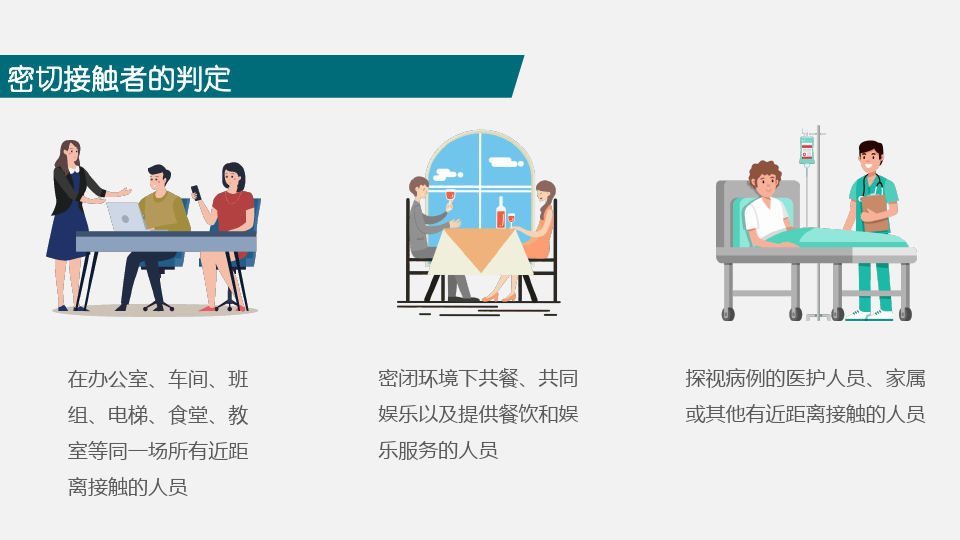 密切接触者的判定
在办公室、车间、班
组、电梯、食堂、教
室等同一场所有近距
离接触的人员
密闭环境下共餐、共同
娱乐以及提供餐饮和娱
乐服务的人员
探视病例的医护人员、家属
或其他有近距离接触的人员